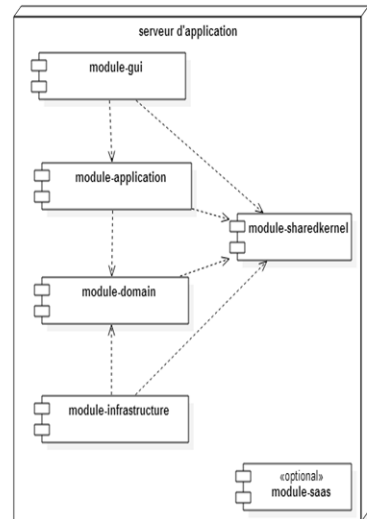 serveur d'application
module-gui
module-application
module-sharedkernel
module-domain
module-infrastructure
«optional»
module-saas